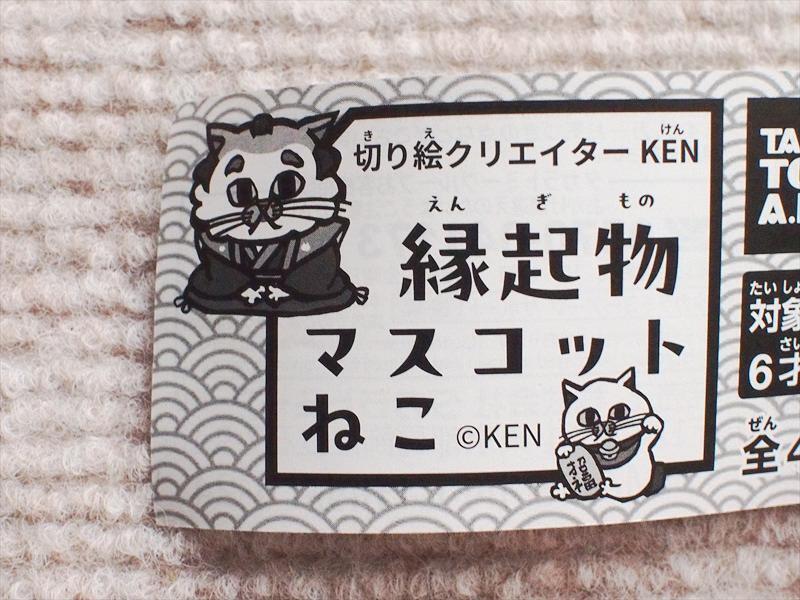 き え けん
切り絵クリエイター KEN
えん ぎ もの
縁起物
マスコット
ねこ ©KEN
TA
TO
A.
たい しょ
対象
さい
6才
ぜん
全4